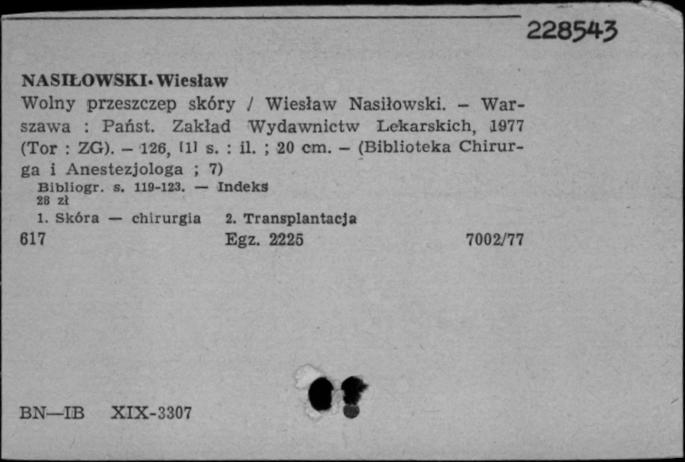 228543
NASIŁOWSKI Wiesław
Wolny przeszczep skóry / Wiesław Nasiłowski. — War-
szawa : Państ. Zakład Wydawnictw Lekarskich, 1977
(Tor : ZG). — 126, [1] s. : il. ; 20 cm. — (Biblioteka Chirur-
ga i Anestezjologa ; 7)
Bibliogr. s. 119-123. — Indeks
28 zł
1. Skóra — chirurgia 2. Transplantacja
617 Egz. 2225 7002/77
BN—IB XIX-3307